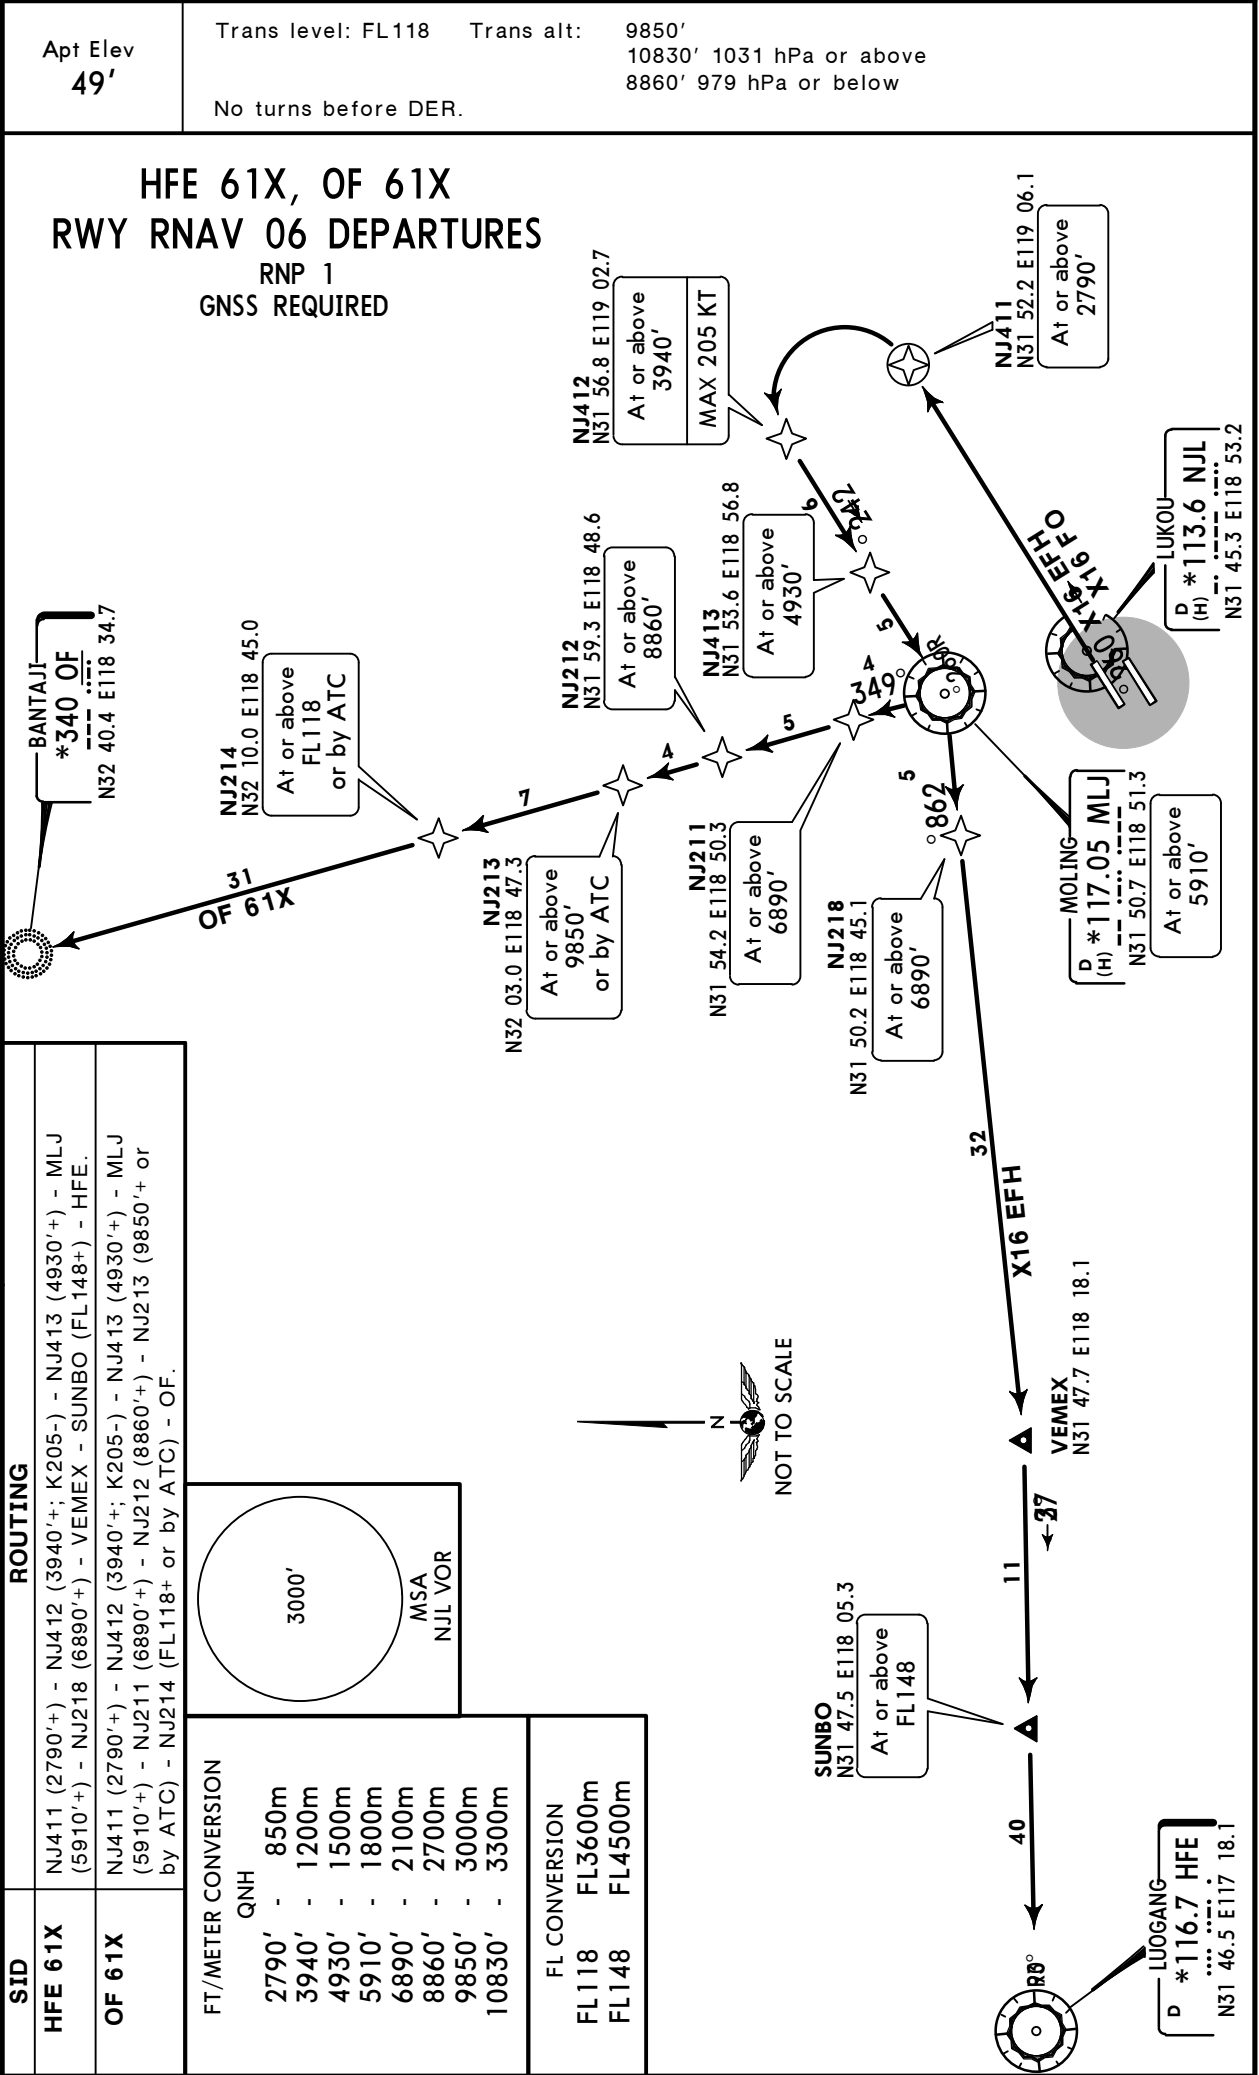 Apt Elev
49'
Trans level: FL118 Trans alt: 9850'
10830' 1031 hPa or above
8860' 979 hPa or below
No turns before DER.
HFE 61X, OF 61X
RWY RNAV 06 DEPARTURES
RNP 1
GNSS REQUIRED
BANTAJI
*340 OF
N32 40.4 E118 34.7
NJ214
N32 10.0 E118 45.0
At or above
FL118
or by ATC
NJ212
N31 59.3 E118 48.6
At or above
8860'
NJ412
N31 56.8 E119 02.7
At or above
3940'
MAX 205 KT
NJ411
N31 52.2 E119 06.1
At or above
2790'
NJ413
N31 53.6 E118 56.8
At or above
4930'
LUKOU
D
(H) *113.6 NJL
N31 45.3 E118 53.2
X16 EFH
X16 FO
6
242°
5
4
349°
5
4
7
31
OF 61X
NJ213
N32 03.0 E118 47.3
At or above
9850'
or by ATC
NJ211
N31 54.2 E118 50.3
At or above
6890'
NJ218
N31 50.2 E118 45.1
At or above
6890'
5
862°
MOLING
D
(H) *117.05 MLJ
N31 50.7 E118 51.3
At or above
5910'
32
X16 EFH
VEMEX
N31 47.7 E118 18.1
11
SUNBO
N31 47.5 E118 05.3
At or above
FL148
40
LUOGANG
D *116.7 HFE
N31 46.5 E117 18.1
N
NOT TO SCALE
SID ROUTING
HFE 61X NJ411 (2790'+) - NJ412 (3940'+; K205-) - NJ413 (4930'+) - MLJ
(5910'+) - NJ218 (6890'+) - VEMEX - SUNBO (FL148+) - HFE.
OF 61X NJ411 (2790'+) - NJ412 (3940'+; K205-) - NJ413 (4930'+) - MLJ
(5910'+) - NJ211 (6890'+) - NJ212 (8860'+) - NJ213 (9850'+ or
by ATC) - NJ214 (FL118+ or by ATC) - OF.
3000'
MSA
NJL VOR
FT/METER CONVERSION
QNH
2790' - 850m
3940' - 1200m
4930' - 1500m
5910' - 1800m
6890' - 2100m
8860' - 2700m
9850' - 3000m
10830' - 3300m
FL CONVERSION
FL118 FL3600m
FL148 FL4500m